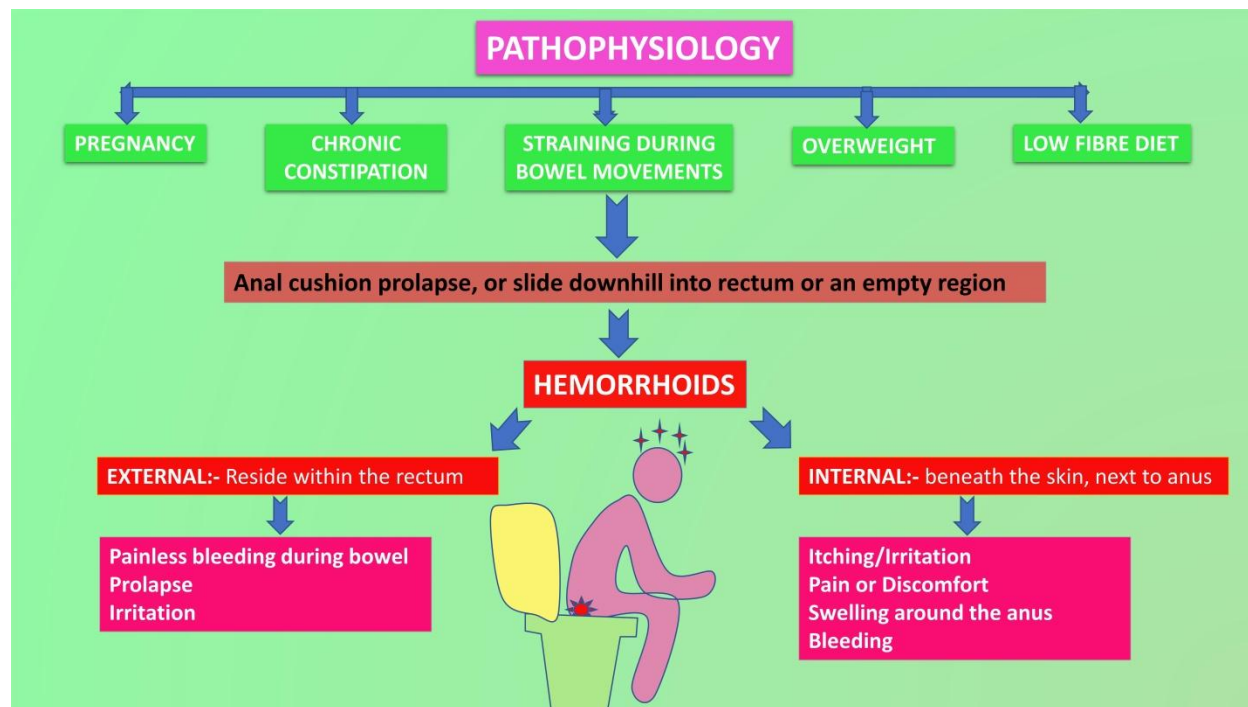 PATHOPHYSIOLOGY
PREGNANCY
CHRONIC
CONSTIPATION
STRAINING DURING
BOWEL MOVEMENTS
OVERWEIGHT
LOW FIBRE DIET
Anal cushion prolapse, or slide downhill into rectum or an empty region
HEMORRHOIDS
EXTERNAL:- Reside within the rectum
Painless bleeding during bowel
Prolapse
Irritation
INTERNAL:- beneath the skin, next to anus
Itching/Irritation
Pain or Discomfort
Swelling around the anus
Bleeding